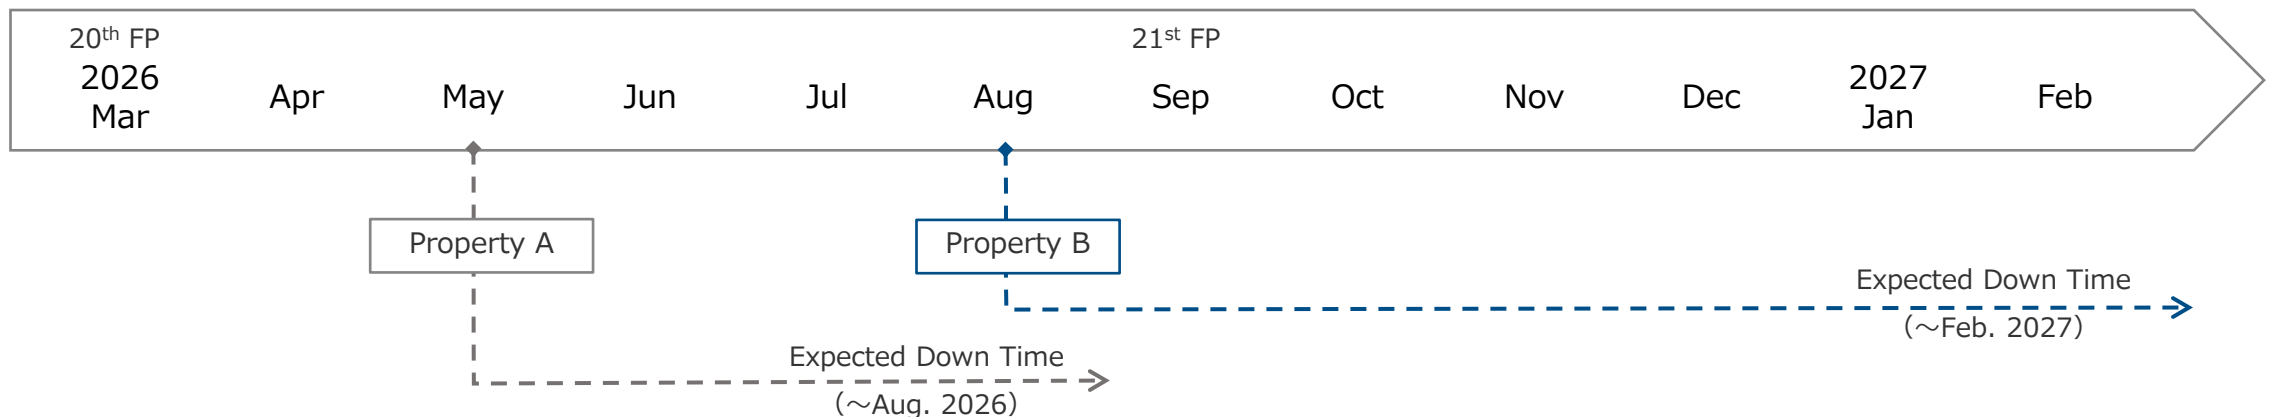 20th FP
21st FP
2026
Mar
Apr
May
Jun
Jul
Aug
Sep
Oct
Nov
Dec
2027
Jan
Feb
Property A
Property B
Expected Down Time
（～Feb. 2027）
Expected Down Time
（～Aug. 2026）